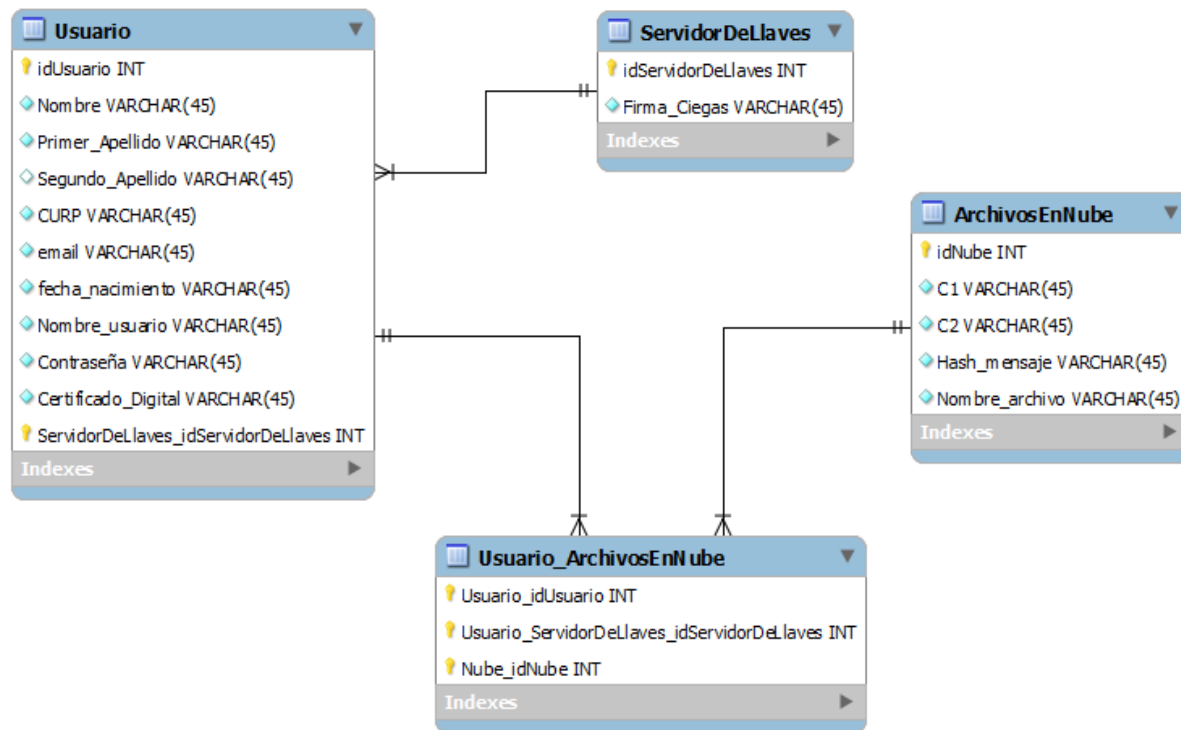 Usuario
idUsuario INT
Nombre VARCHAR(45)
Primer_Apellido VARCHAR(45)
Segundo_Apellido VARCHAR(45)
CURP VARCHAR(45)
email VARCHAR(45)
fecha_nacimiento VARCHAR(45)
Nombre_usuario VARCHAR(45)
Contraseña VARCHAR(45)
Certificado_Digital VARCHAR(45)
ServidorDeLlaves_idServidorDeLlaves INT
Indexes
ServidorDeLlaves
idServidorDeLlaves INT
Firma_Ciegas VARCHAR(45)
Indexes
ArchivosEnNube
idNube INT
C1 VARCHAR(45)
C2 VARCHAR(45)
Hash_mensaje VARCHAR(45)
Nombre_archivo VARCHAR(45)
Indexes
Usuario_ArchivosEnNube
Usuario_idUsuario INT
Usuario_ServidorDeLlaves_idServidorDeLlaves INT
Nube_idNube INT
Indexes